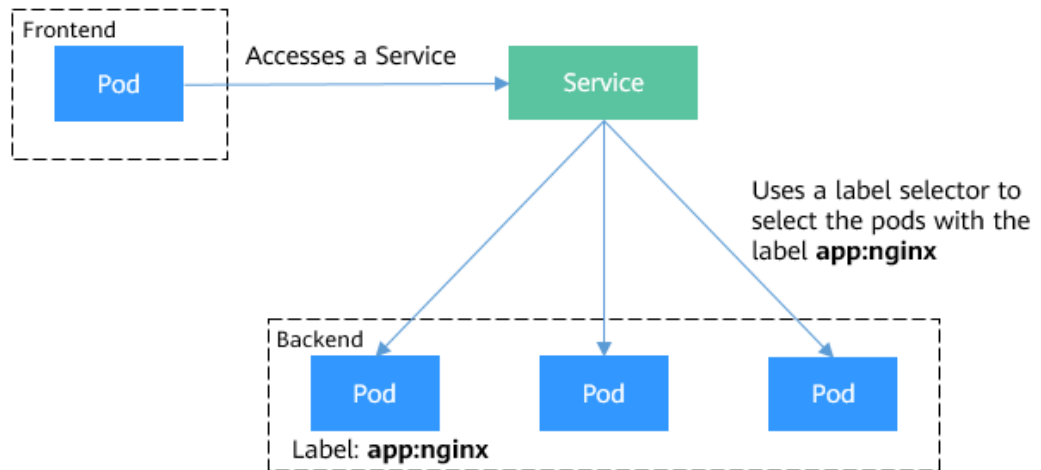 Frontend
Pod
Accesses a Service
Service
Uses a label selector to
select the pods with the
label app:nginx
Backend
Pod
Pod
Pod
Label: app:nginx